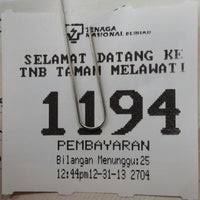 TENAGA
NASIONAL BERHAD
SELAMAT DATANG KE
TNB TAMAN MELAWATI
1194
PEMBAYARAN
Bilangan Menunggu:25
12:44pm12-31-13 2704